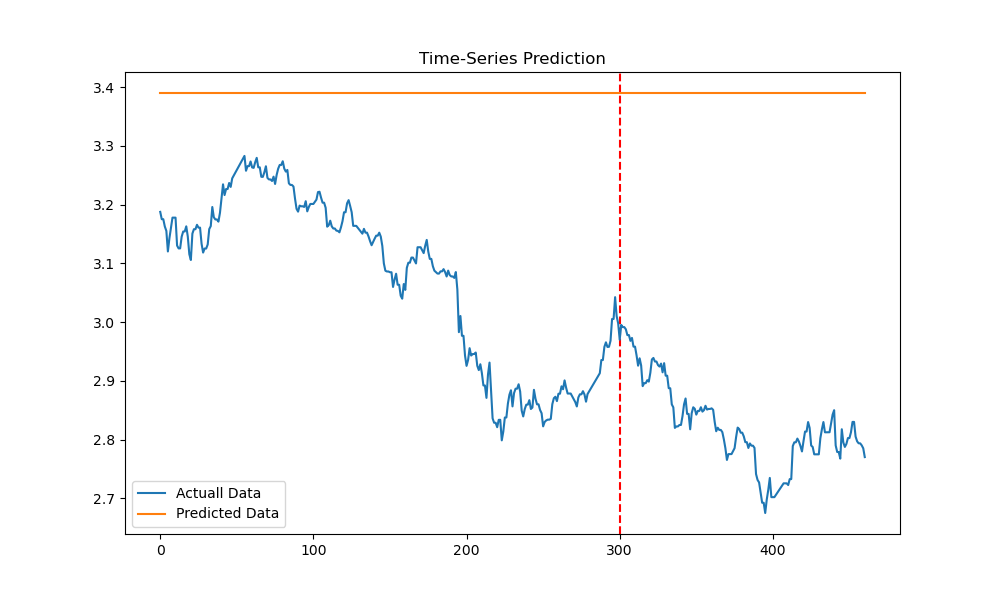 Time-Series Prediction
3.4
3.3
3.2
3.1
3.0
2.9
2.8
2.7
Actuall Data
Predicted Data
0 100 200 300 400